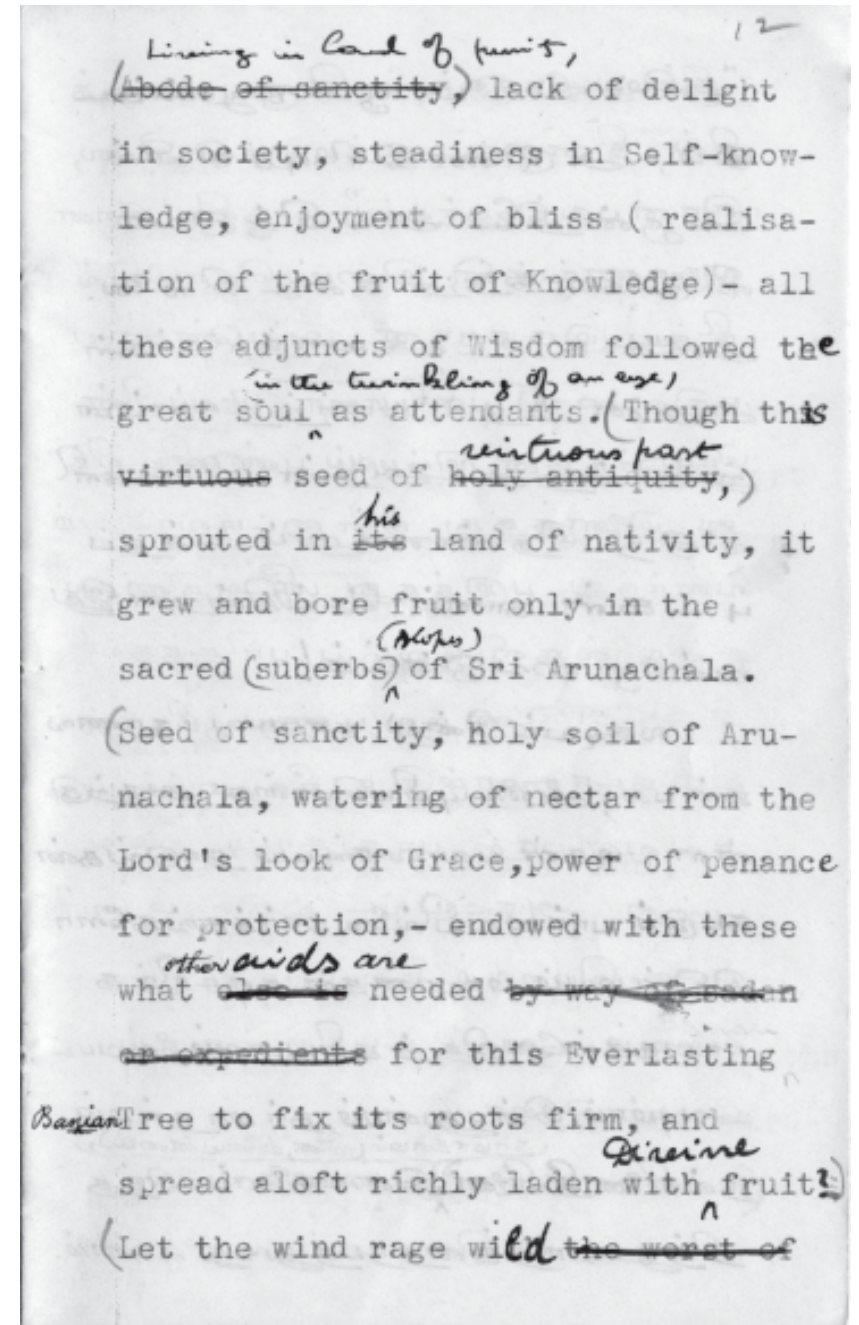 12
Living in land of
(Abode of sanctity,) lack of delight
in society, steadiness in Self-know-
ledge, enjoyment of bliss ( realisa-
tion of the fruit of Knowledge)- all
these adjuncts of Wisdom followed the
(in the twinkling of an eye)
great soul ^ as attendants.(Though this
virtuous past
virtuous seed of holy antiquity,)
his
sprouted in its land of nativity, it
grew and bore fruit only in the
(slopes)
sacred (suberbs) ^ of Sri Arunachala.
(Seed of sanctity, holy soil of Aru-
nachala, watering of nectar from the
Lord's look of Grace,power of penance
for protection,- endowed with these
other aids are
what else is needed by way of sadan
or expedients for this Everlasting
Banian Tree to fix its roots firm, and
Divine
spread aloft richly laden with ^ fruit?)
(Let the wind rage wild the worst of